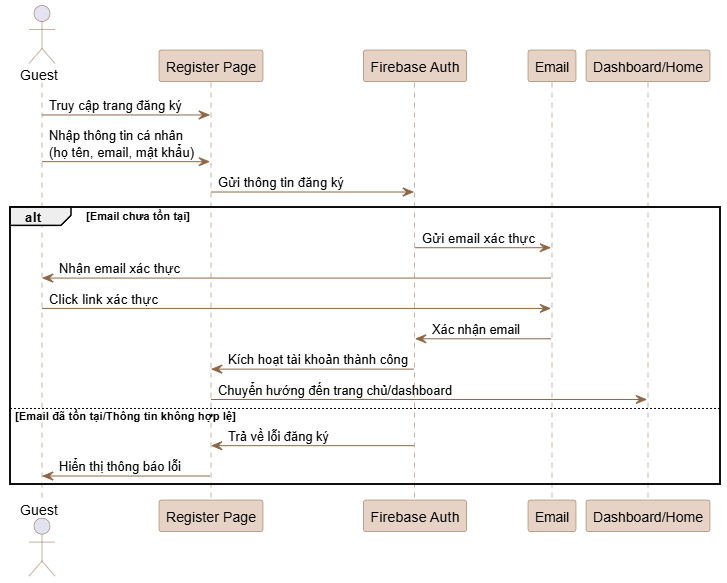 Guest
Register Page
Firebase Auth
Email
Dashboard/Home
Truy cập trang đăng ký
Nhập thông tin cá nhân
(họ tên, email, mật khẩu)
Gửi thông tin đăng ký
alt
[Email chưa tồn tại]
Gửi email xác thực
Nhận email xác thực
Click link xác thực
Xác nhận email
Kích hoạt tài khoản thành công
Chuyển hướng đến trang chủ/dashboard
[Email đã tồn tại/Thông tin không hợp lệ]
Trả về lỗi đăng ký
Hiển thị thông báo lỗi
Guest
Register Page
Firebase Auth
Email
Dashboard/Home